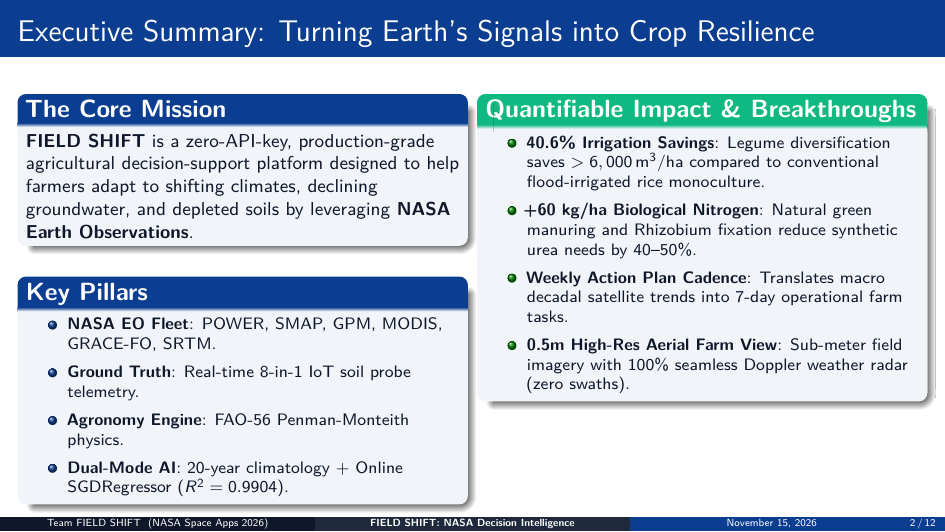 Executive Summary: Turning Earth's Signals into Crop Resilience
The Core Mission
FIELD SHIFT is a zero-API-key, production-grade
agricultural decision-support platform designed to help
farmers adapt to shifting climates, declining
groundwater, and depleted soils by leveraging NASA
Earth Observations.
Key Pillars
NASA EO Fleet: POWER, SMAP, GPM, MODIS,
GRACE-FO, SRTM.
Ground Truth: Real-time 8-in-1 IoT soil probe
telemetry.
Agronomy Engine: FAO-56 Penman-Monteith
physics.
Dual-Mode AI: 20-year climatology + Online
SGDRegressor (R² = 0.9904).
Quantifiable Impact & Breakthroughs
40.6% Irrigation Savings: Legume diversification
saves > 6,000 m³/ha compared to conventional
flood-irrigated rice monoculture.
+60 kg/ha Biological Nitrogen: Natural green
manuring and Rhizobium fixation reduce synthetic
urea needs by 40–50%.
Weekly Action Plan Cadence: Translates macro
decadal satellite trends into 7-day operational farm
tasks.
0.5m High-Res Aerial Farm View: Sub-meter field
imagery with 100% seamless Doppler weather radar
(zero swaths).
Team FIELD SHIFT (NASA Space Apps 2026)
FIELD SHIFT: NASA Decision Intelligence
November 15, 2026
2 / 12